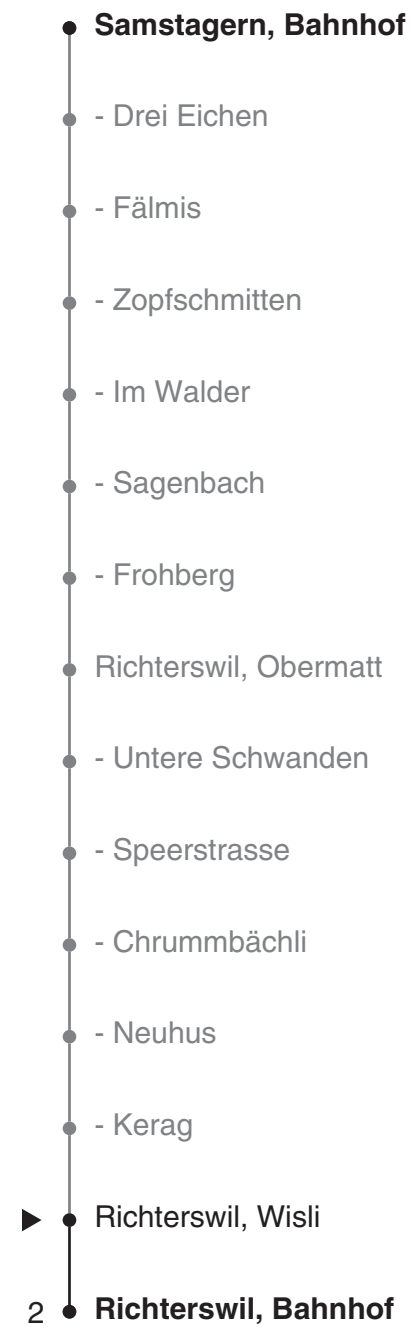 Samstagern, Bahnhof
- Drei Eichen
- Fälmis
- Zopfschmitten
- Im Walder
- Sagenbach
- Frohberg
Richterswil, Obermatt
- Untere Schwanden
- Speerstrasse
- Chrummbächli
- Neuhus
- Kerag
Richterswil, Wisli
2 Richterswil, Bahnhof